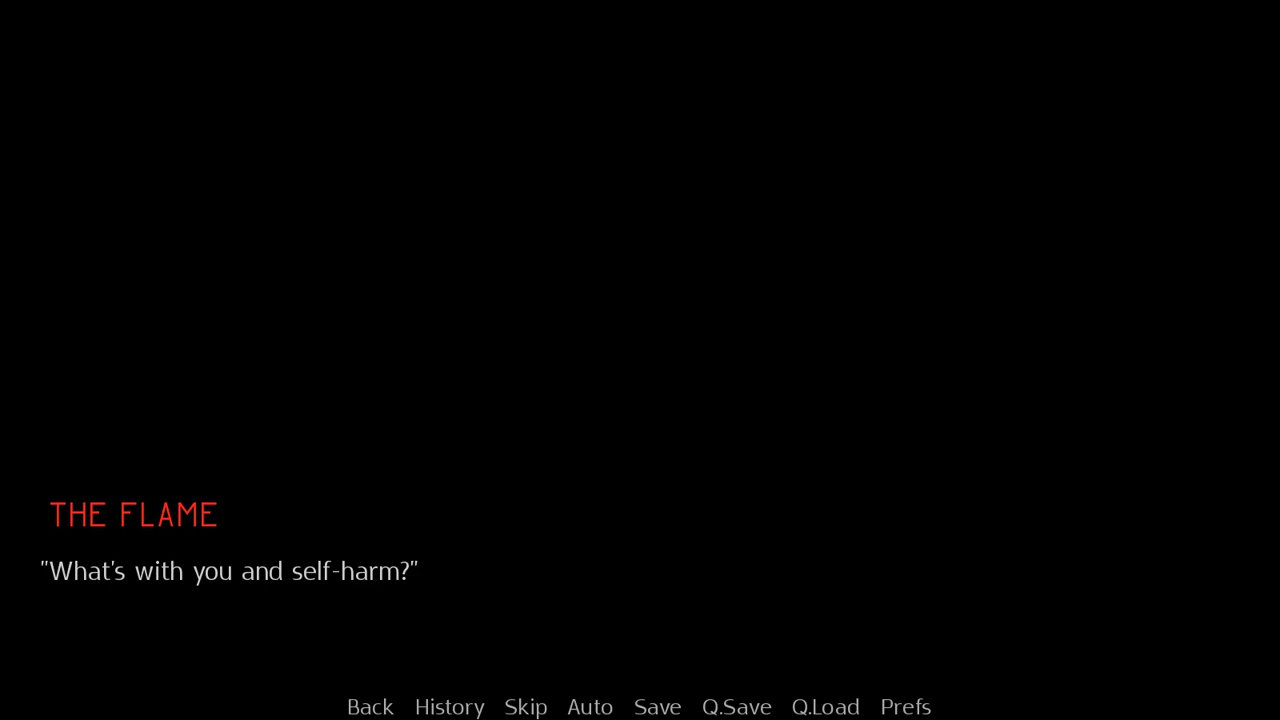 THE FLAME
"What's with you and self-harm?"
Back History Skip Auto Save Q.Save Q.Load Prefs